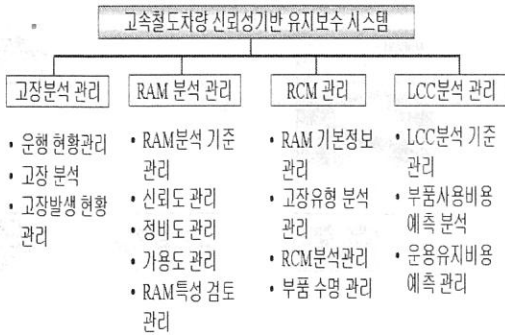 고속철도차량 신뢰성기반 유지보수 시스템
고장분석 관리
• 운행 현황관리
• 고장 분석
• 고장발생 현황
관리
RAM 분석 관리
• RAM분석 기준
관리
• 신뢰도 관리
• 정비도 관리
• 가용도 관리
• RAM특성 검토
관리
RCM 관리
• RAM 기본정보
관리
• 고장유형 분석
관리
• RCM분석관리
• 부품 수명 관리
LCC분석 관리
• LCC분석 기준
관리
• 부품사용비용
예측 분석
• 운용유지비용
예측 관리